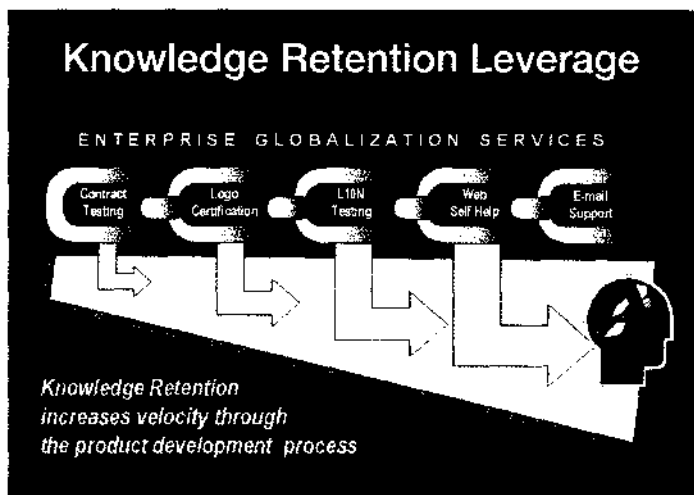 Knowledge Retention Leverage
ENTERPRISE GLOBALIZATION SERVICES
Contract
Testing
Logo
Certification
L10N
Testing
Web
Self Help
E-mail
Support
Knowledge Retention
increases velocity through
the product development process